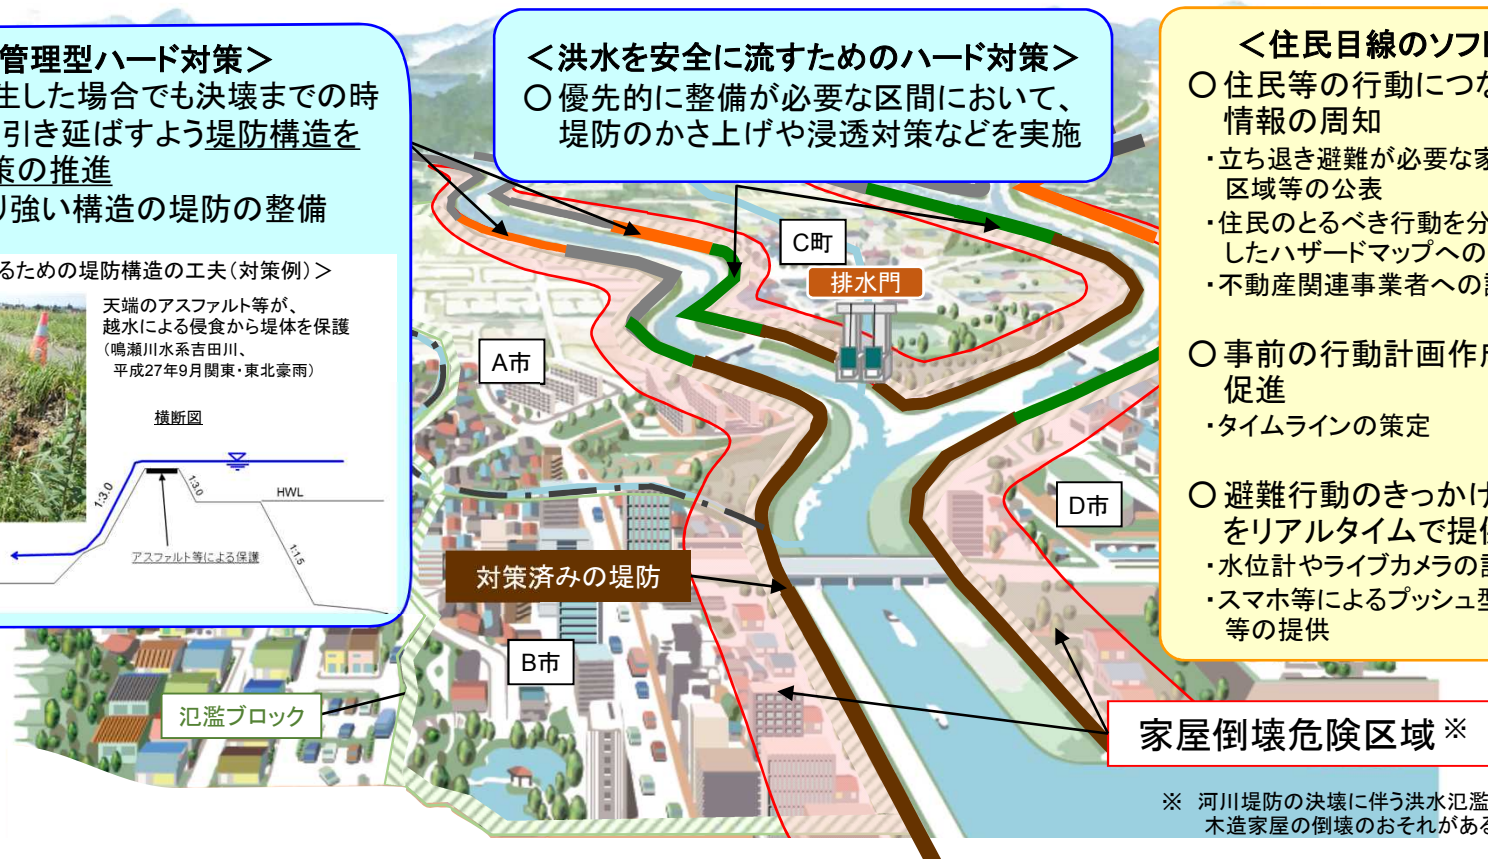 管理型ハード対策＞
生した場合でも決壊までの時
引き延ばすよう堤防構造を
策の推進
り強い構造の堤防の整備
るための堤防構造の工夫(対策例)＞
天端のアスファルト等が、
越水による侵食から堤体を保護
(鳴瀬川水系吉田川、
平成27年9月関東・東北豪雨)
横断図
1:3.0
1:3.0
HWL
1:1.5
アスファルト等による保護
＜洪水を安全に流すためのハード対策＞
○優先的に整備が必要な区間において、
堤防のかさ上げや浸透対策などを実施
＜住民目線のソフ
○住民等の行動につな
情報の周知
・立ち退き避難が必要な家
区域等の公表
・住民のとるべき行動を分
したハザードマップへの
・不動産関連事業者への
○事前の行動計画作成
促進
・タイムラインの策定
○避難行動のきっかけ
をリアルタイムで提供
・水位計やライブカメラの
・スマホ等によるプッシュ型
等の提供
C町
排水門
A市
D市
対策済みの堤防
B市
氾濫ブロック
家屋倒壊危険区域※
※ 河川堤防の決壊に伴う洪水氾濫
木造家屋の倒壊のおそれがある